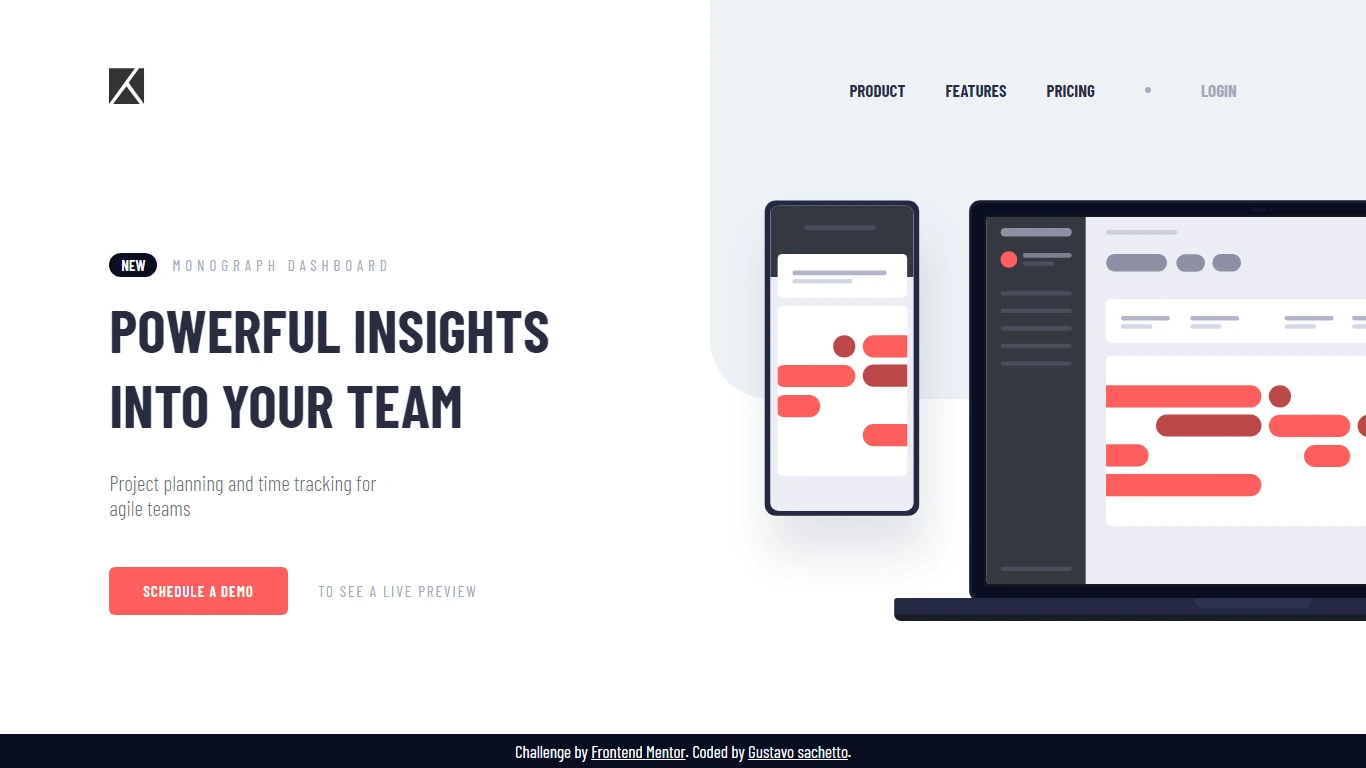 PRODUCT FEATURES PRICING • LOGIN
NEW MONOGRAPH DASHBOARD
POWERFUL INSIGHTS
INTO YOUR TEAM
Project planning and time tracking for
agile teams
SCHEDULE A DEMO TO SEE A LIVE PREVIEW
Challenge by Frontend Mentor. Coded by Gustavo sachetto.